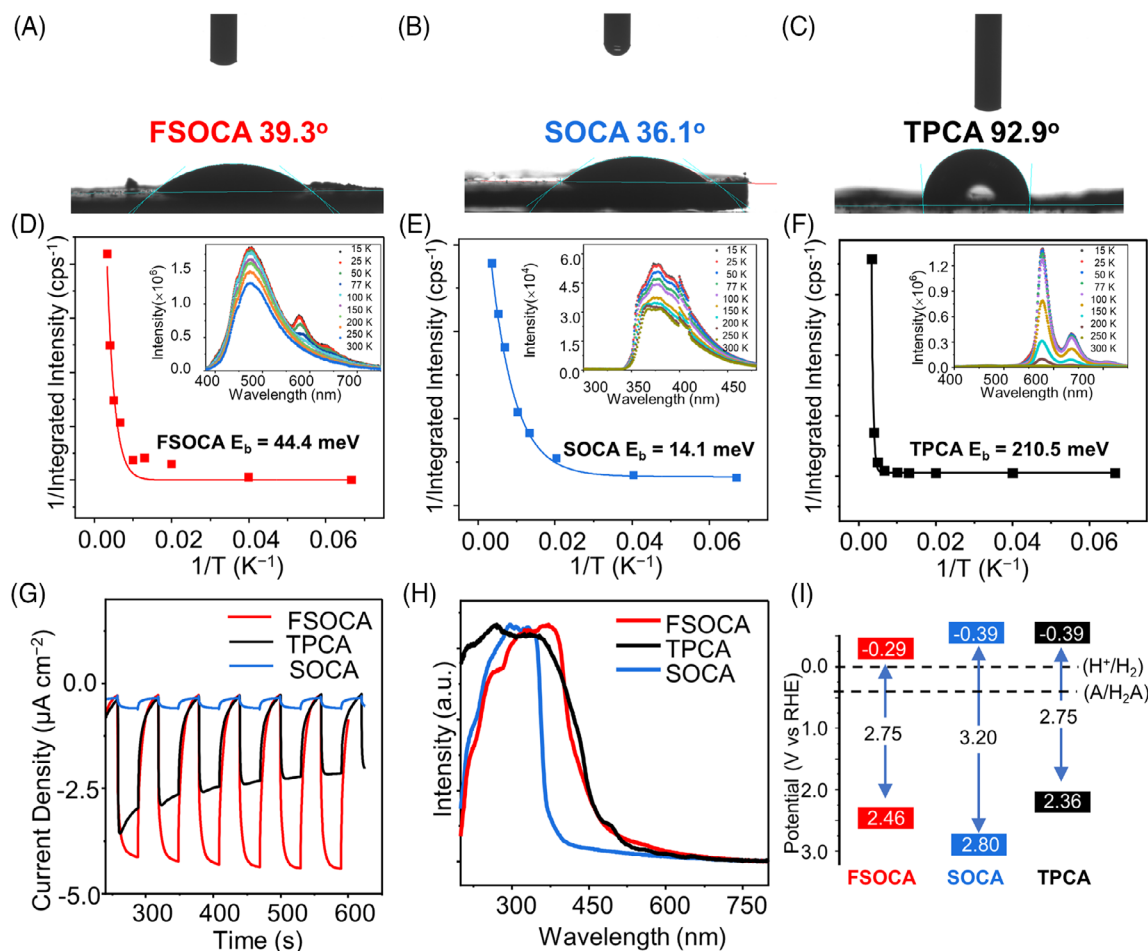 (A)
(B)
(C)
FSOCA 39.3°
SOCA 36.1°
TPCA 92.9°
(D)
1/Integrated Intensity (cps⁻¹)
1/T (K⁻¹)
0.00 0.02 0.04 0.06
FSOCA E_b = 44.4 meV
Intensity(×10⁶)
1.5
1.0
0.5
0.0
400 500 600 700
Wavelength (nm)
15 K
25 K
50 K
77 K
100 K
150 K
200 K
250 K
300 K
(E)
1/Integrated Intensity (cps⁻¹)
1/T (K⁻¹)
0.00 0.02 0.04 0.06
SOCA E_b = 14.1 meV
Intensity(×10⁴)
6.0
4.5
3.0
1.5
0.0
300 350 400 450
Wavelength(nm)
15 K
25 K
50 K
77 K
100 K
150 K
200 K
250 K
300 K
(F)
1/Integrated Intensity (cps⁻¹)
1/T (K⁻¹)
0.00 0.02 0.04 0.06
TPCA E_b = 210.5 meV
Intensity (×10⁶)
1.2
0.9
0.6
0.3
0.0
400 500 600 700
Wavelength (nm)
15 K
25 K
50 K
77 K
100 K
150 K
200 K
250 K
300 K
(G)
FSOCA
TPCA
SOCA
Current Density (μA cm⁻²)
0.0
-2.5
-5.0
300 400 500 600
Time (s)
(H)
FSOCA
TPCA
SOCA
Intensity (a.u.)
300 450 600 750
Wavelength (nm)
(I)
Potential (V vs RHE)
0.0
1.0
2.0
3.0
-0.29
-0.39
-0.39
(H⁺/H₂)
(A/H₂A)
2.75
3.20
2.75
2.46
2.80
2.36
FSOCA
SOCA
TPCA